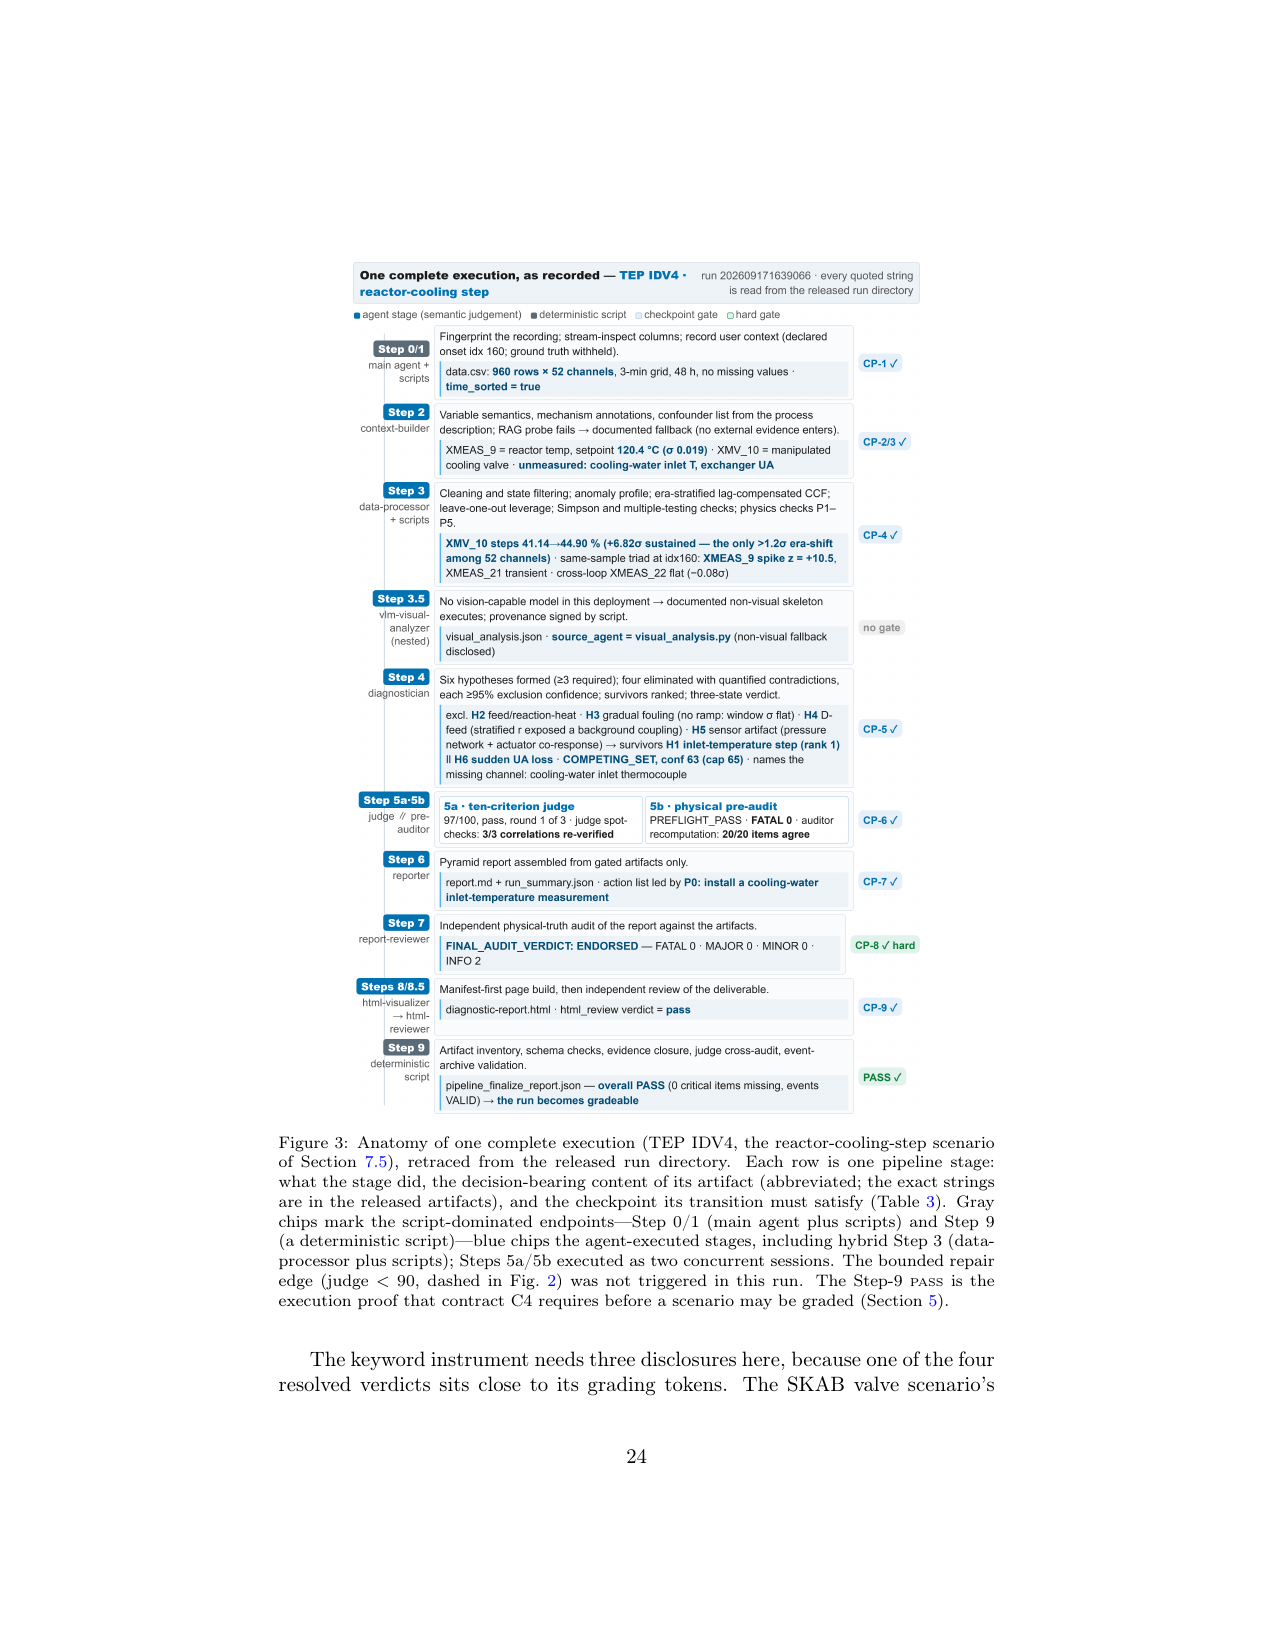 One complete execution, as recorded — TEP IDV4 ·
reactor-cooling step
run 202609171639066 · every quoted string
is read from the released run directory
agent stage (semantic judgement) deterministic script checkpoint gate hard gate
Step 0/1
main agent +
scripts
Fingerprint the recording; stream-inspect columns; record user context (declared
onset idx 160; ground truth withheld).
data.csv: 960 rows × 52 channels, 3-min grid, 48 h, no missing values ·
time_sorted = true
CP-1 ✓
Step 2
context-builder
Variable semantics, mechanism annotations, confounder list from the process
description; RAG probe fails → documented fallback (no external evidence enters).
XMEAS_9 = reactor temp, setpoint 120.4 °C (σ 0.019) · XMV_10 = manipulated
cooling valve · unmeasured: cooling-water inlet T, exchanger UA
CP-2/3 ✓
Step 3
data-processor
+ scripts
Cleaning and state filtering; anomaly profile; era-stratified lag-compensated CCF;
leave-one-out leverage; Simpson and multiple-testing checks; physics checks P1–
P5.
XMV_10 steps 41.14→44.90 % (+6.82σ sustained — the only >1.2σ era-shift
among 52 channels) · same-sample triad at idx160: XMEAS_9 spike z = +10.5,
XMEAS_21 transient · cross-loop XMEAS_22 flat (−0.08σ)
CP-4 ✓
Step 3.5
vlm-visual-
analyzer
(nested)
No vision-capable model in this deployment → documented non-visual skeleton
executes; provenance signed by script.
visual_analysis.json · source_agent = visual_analysis.py (non-visual fallback
disclosed)
no gate
Step 4
diagnostician
Six hypotheses formed (≥3 required); four eliminated with quantified contradictions,
each ≥95% exclusion confidence; survivors ranked; three-state verdict.
excl. H2 feed/reaction-heat · H3 gradual fouling (no ramp: window σ flat) · H4 D-
feed (stratified r exposed a background coupling) · H5 sensor artifact (pressure
network + actuator co-response) → survivors H1 inlet-temperature step (rank 1)
‖ H6 sudden UA loss · COMPETING_SET, conf 63 (cap 65) · names the
missing channel: cooling-water inlet thermocouple
CP-5 ✓
Step 5a·5b
judge // pre-
auditor
5a · ten-criterion judge
97/100, pass, round 1 of 3 · judge spot-
checks: 3/3 correlations re-verified
5b · physical pre-audit
PREFLIGHT_PASS · FATAL 0 · auditor
recomputation: 20/20 items agree
CP-6 ✓
Step 6
reporter
Pyramid report assembled from gated artifacts only.
report.md + run_summary.json · action list led by P0: install a cooling-water
inlet-temperature measurement
CP-7 ✓
Step 7
report-reviewer
Independent physical-truth audit of the report against the artifacts.
FINAL_AUDIT_VERDICT: ENDORSED — FATAL 0 · MAJOR 0 · MINOR 0 ·
INFO 2
CP-8 ✓ hard
Steps 8/8.5
html-visualizer
→ html-
reviewer
Manifest-first page build, then independent review of the deliverable.
diagnostic-report.html · html_review verdict = pass
CP-9 ✓
Step 9
deterministic
script
Artifact inventory, schema checks, evidence closure, judge cross-audit, event-
archive validation.
pipeline_finalize_report.json — overall PASS (0 critical items missing, events
VALID) → the run becomes gradeable
PASS ✓
Figure 3: Anatomy of one complete execution (TEP IDV4, the reactor-cooling-step scenario
of Section 7.5), retraced from the released run directory. Each row is one pipeline stage:
what the stage did, the decision-bearing content of its artifact (abbreviated; the exact strings
are in the released artifacts), and the checkpoint its transition must satisfy (Table 3). Gray
chips mark the script-dominated endpoints—Step 0/1 (main agent plus scripts) and Step 9
(a deterministic script)—blue chips the agent-executed stages, including hybrid Step 3 (data-
processor plus scripts); Steps 5a/5b executed as two concurrent sessions. The bounded repair
edge (judge < 90, dashed in Fig. 2) was not triggered in this run. The Step-9 PASS is the
execution proof that contract C4 requires before a scenario may be graded (Section 5).
The keyword instrument needs three disclosures here, because one of the four
resolved verdicts sits close to its grading tokens. The SKAB valve scenario's
24